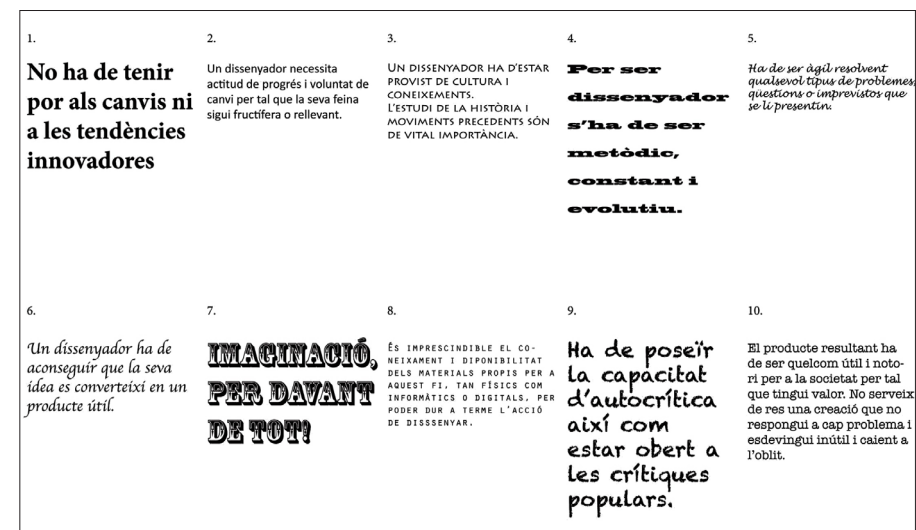 1.
No ha de tenir
por als canvis ni
a les tendències
innovadores
2.
Un dissenyador necessita
actitud de progrés i voluntat de
canvi per tal que la seva feina
sigui fructífera o rellevant.
3.
Un dissenyador ha d'estar
provist de cultura i
coneixements.
L'estudi de la història i
moviments precedents són
de vital importància.
4.
Per ser
dissenyador
s'ha de ser
metòdic,
constant i
evolutiu.
5.
Ha de ser àgil resolvent
qualsevol tipus de problemes,
qüestions o imprevistos que
se li presentin.
6.
Un dissenyador ha de
aconseguir que la seva
idea es converteixi en un
producte útil.
7.
IMAGINACIÓ,
PER DAVANT
DE TOT!
8.
És imprescindible el co-
neixament i diponibilitat
dels materials propis per a
aquest fi, tan físics com
informàtics o digitals, per
poder dur a terme l'acció
de disssenyar.
9.
Ha de poseïr
la capacitat
d'autocrítica
així com
estar obert a
les crítiques
populars.
10.
El producte resultant ha
de ser quelcom útil i noto-
ri per a la societat per tal
que tingui valor. No serveix
de res una creació que no
respongui a cap problema i
esdevingui inútil i caient a
l'oblit.